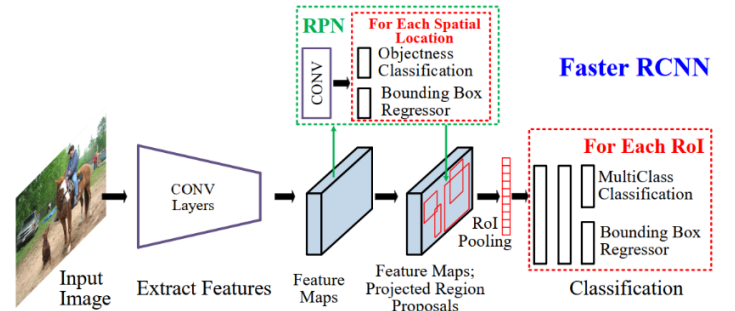 RPN
For Each Spatial
Location
CONV
Objectness
Classification
Bounding Box
Regressor
Faster RCNN
CONV
Layers
For Each RoI
MultiClass
Classification
Bounding Box
Regressor
RoI
Pooling
Input
Image
Extract Features
Feature
Maps
Feature Maps;
Projected Region
Proposals
Classification